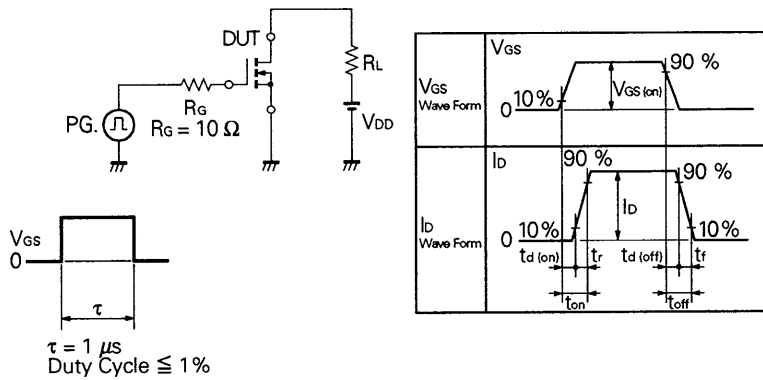 DUT
RL
RG
RG = 10 Ω
PG.
VDD
VGS
0
τ
τ = 1 μs
Duty Cycle ≦ 1%
VGS
Wave Form
VGS
10%
0
VGS (on)
90 %
ID
Wave Form
ID
90 %
90 %
10%
0
ID
10 %
td (on)
tr
td (off)
tf
ton
toff